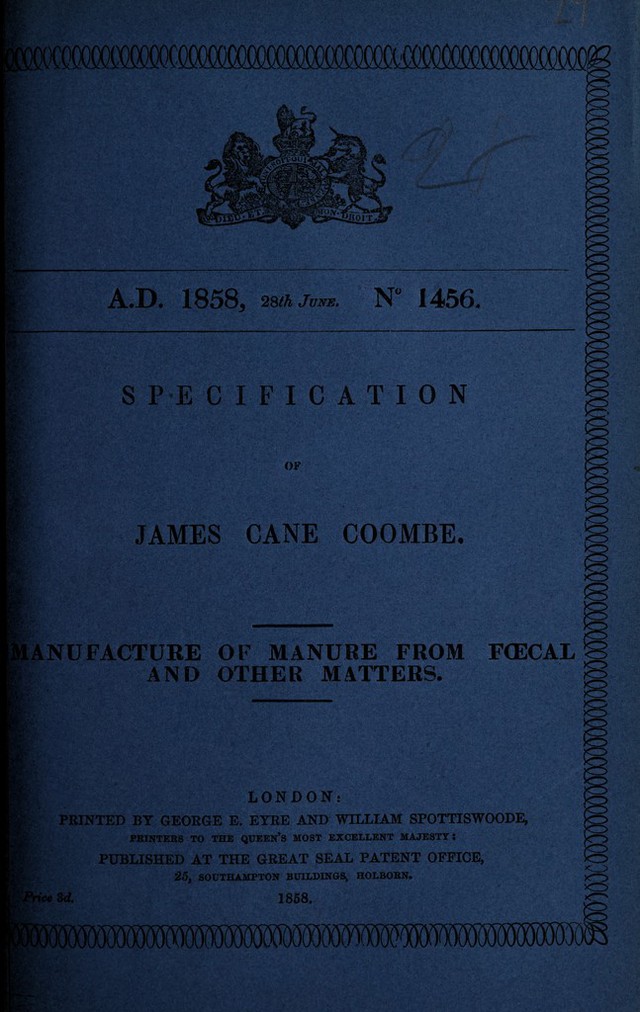 DIEU ET MON DROIT
A.D. 1858, 28th JUNE. Nº 1456.
SPECIFICATION
OF
JAMES CANE COOMBE.
MANUFACTURE OF MANURE FROM FŒCAL
AND OTHER MATTERS.
LONDON:
PRINTED BY GEORGE E. EYRE AND WILLIAM SPOTTISWOODE,
PRINTERS TO THE QUEEN'S MOST EXCELLENT MAJESTY:
PUBLISHED AT THE GREAT SEAL PATENT OFFICE,
25, SOUTHAMPTON BUILDINGS, HOLBORN.
Price 3d. 1858.